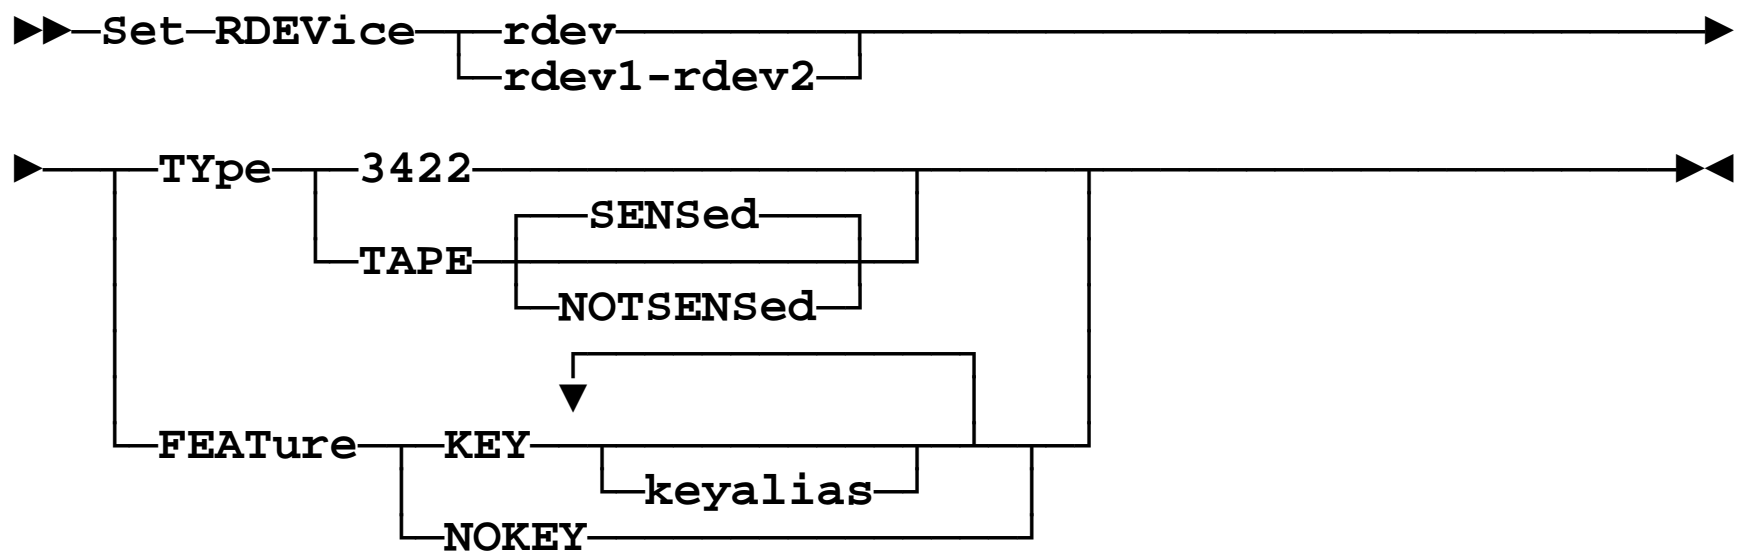 Set RDEVice rdev
rdev1-rdev2
TYpe 3422
SENSed
TAPE
NOTSENSed
FEATure KEY
keyalias
NOKEY